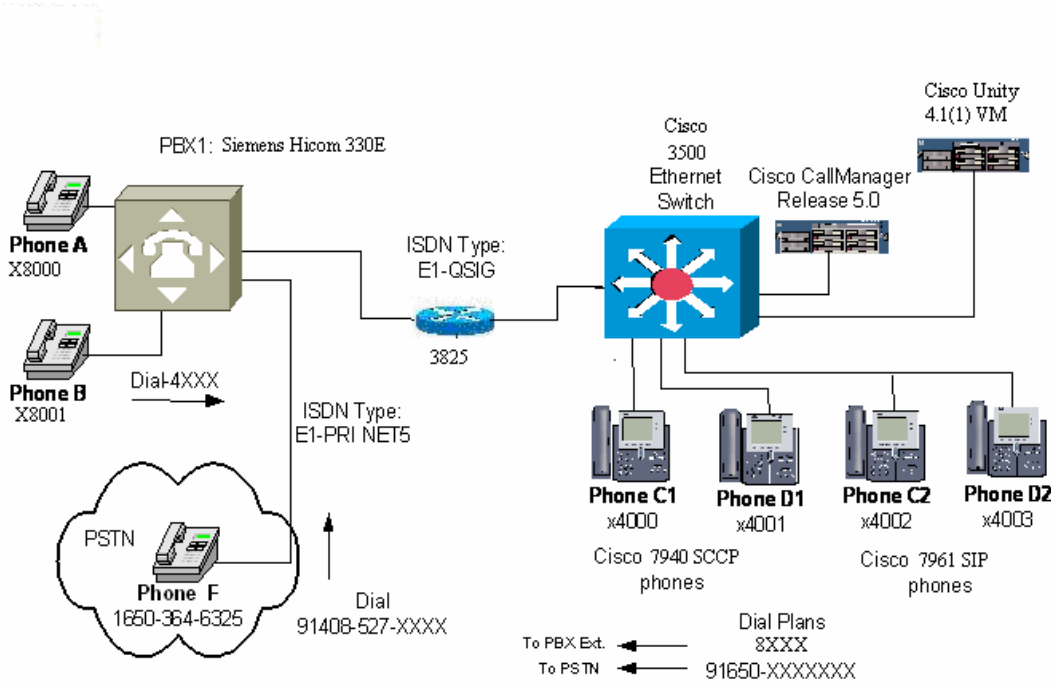 Cisco Unity
4.1(1) VM
PBX1: Siemens Hicom 330E
Cisco
3500
Ethernet
Switch
Cisco CallManager
Release 5.0
Phone A
X8000
ISDN Type:
E1-QSIG
3825
Phone B
X8001
Dial-4XXX
ISDN Type:
E1-PRI NET5
Phone C1
x4000
Phone D1
x4001
Phone C2
x4002
Phone D2
x4003
Cisco 7940 SCCP
phones
Cisco 7961 SIP
phones
PSTN
Phone F
1650-364-6325
Dial
91408-527-XXXX
Dial Plans
To PBX Ext.
8XXX
To PSTN
91650-XXXXXXX